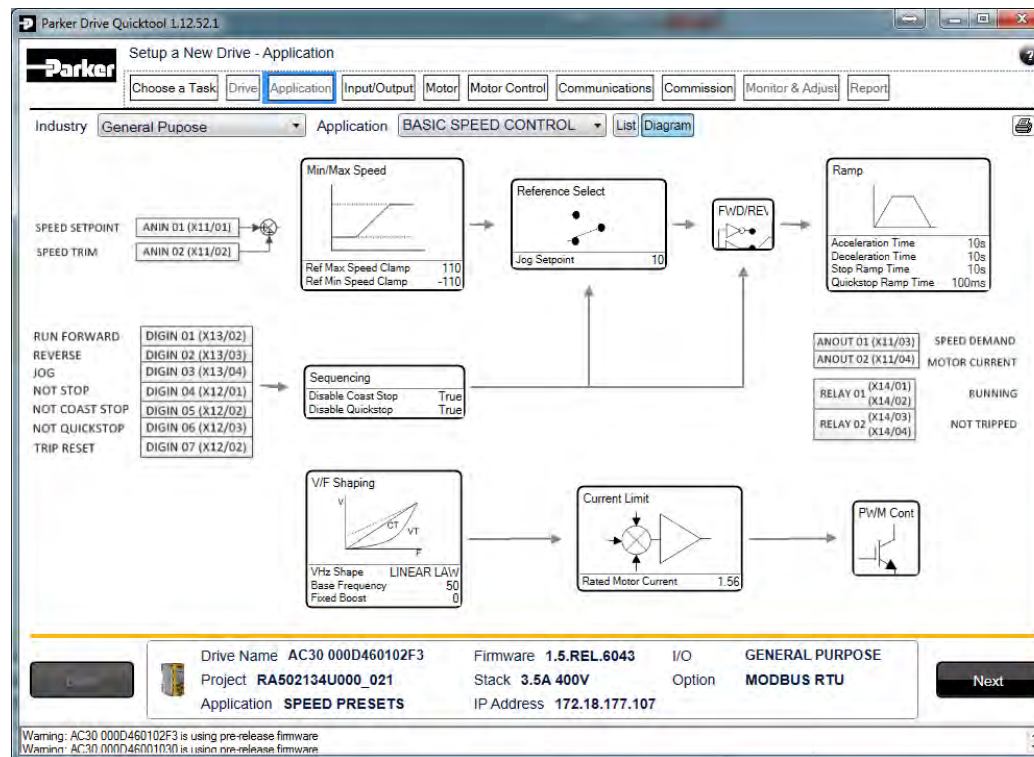 Parker Drive Quicktool 1.12.52.1
Parker
Setup a New Drive - Application
?
Choose a Task Drive Application Input/Output Motor Motor Control Communications Commission Monitor & Adjust Report
Industry General Pupose Application BASIC SPEED CONTROL List Diagram
Min/Max Speed
Ref Max Speed Clamp 110
Ref Min Speed Clamp -110
Reference Select
Jog Setpoint 10
FWD/REV
Ramp
Acceleration Time 10s
Deceleration Time 10s
Stop Ramp Time 10s
Quickstop Ramp Time 100ms
SPEED SETPOINT ANIN 01 (X11/01)
SPEED TRIM ANIN 02 (X11/02)
RUN FORWARD DIGIN 01 (X13/02)
REVERSE DIGIN 02 (X13/03)
JOG DIGIN 03 (X13/04)
NOT STOP DIGIN 04 (X12/01)
NOT COAST STOP DIGIN 05 (X12/02)
NOT QUICKSTOP DIGIN 06 (X12/03)
TRIP RESET DIGIN 07 (X12/02)
Sequencing
Disable Coast Stop True
Disable Quickstop True
ANOUT 01 (X11/03) SPEED DEMAND
ANOUT 02 (X11/04) MOTOR CURRENT
RELAY 01 (X14/01) (X14/02) RUNNING
RELAY 02 (X14/03) (X14/04) NOT TRIPPED
V/F Shaping
V
CT
VT
F
VHz Shape LINEAR LAW
Base Frequency 50
Fixed Boost 0
Current Limit
Rated Motor Current 1.56
PWM Cont
Drive Name AC30 000D460102F3 Firmware 1.5.REL.6043 I/O GENERAL PURPOSE
Project RA502134U000_021 Stack 3.5A 400V Option MODBUS RTU
Application SPEED PRESETS IP Address 172.18.177.107
Next
Warning: AC30 000D460102F3 is using pre-release firmware
Warning: AC30 000D46001030 is using pre-release firmware